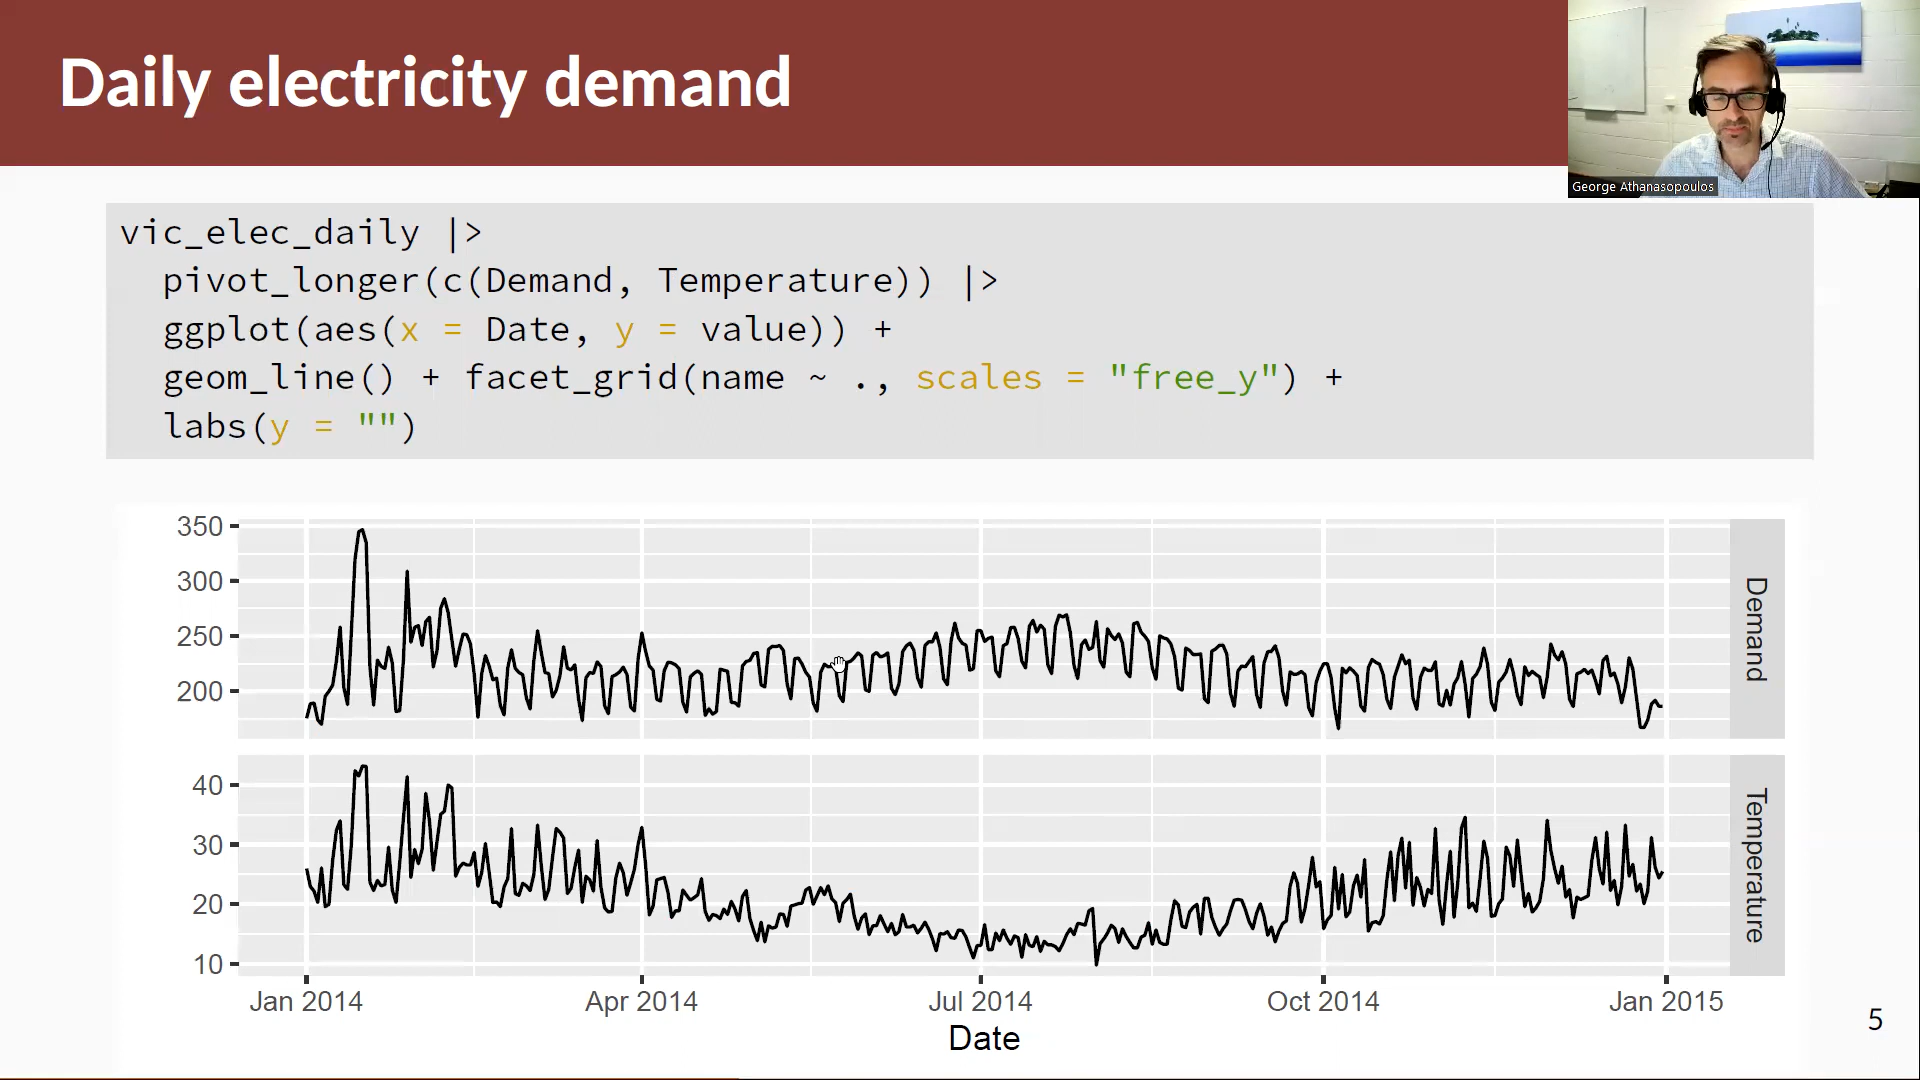 Daily electricity demand
George Athanasopoulos
vic_elec_daily |>
pivot_longer(c(Demand, Temperature)) |>
ggplot(aes(x = Date, y = value)) +
geom_line() + facet_grid(name ~ ., scales = "free_y") +
labs(y = "")
350
300
250
200
Demand
40
30
20
10
Temperature
Jan 2014 Apr 2014 Jul 2014 Oct 2014 Jan 2015
Date
5